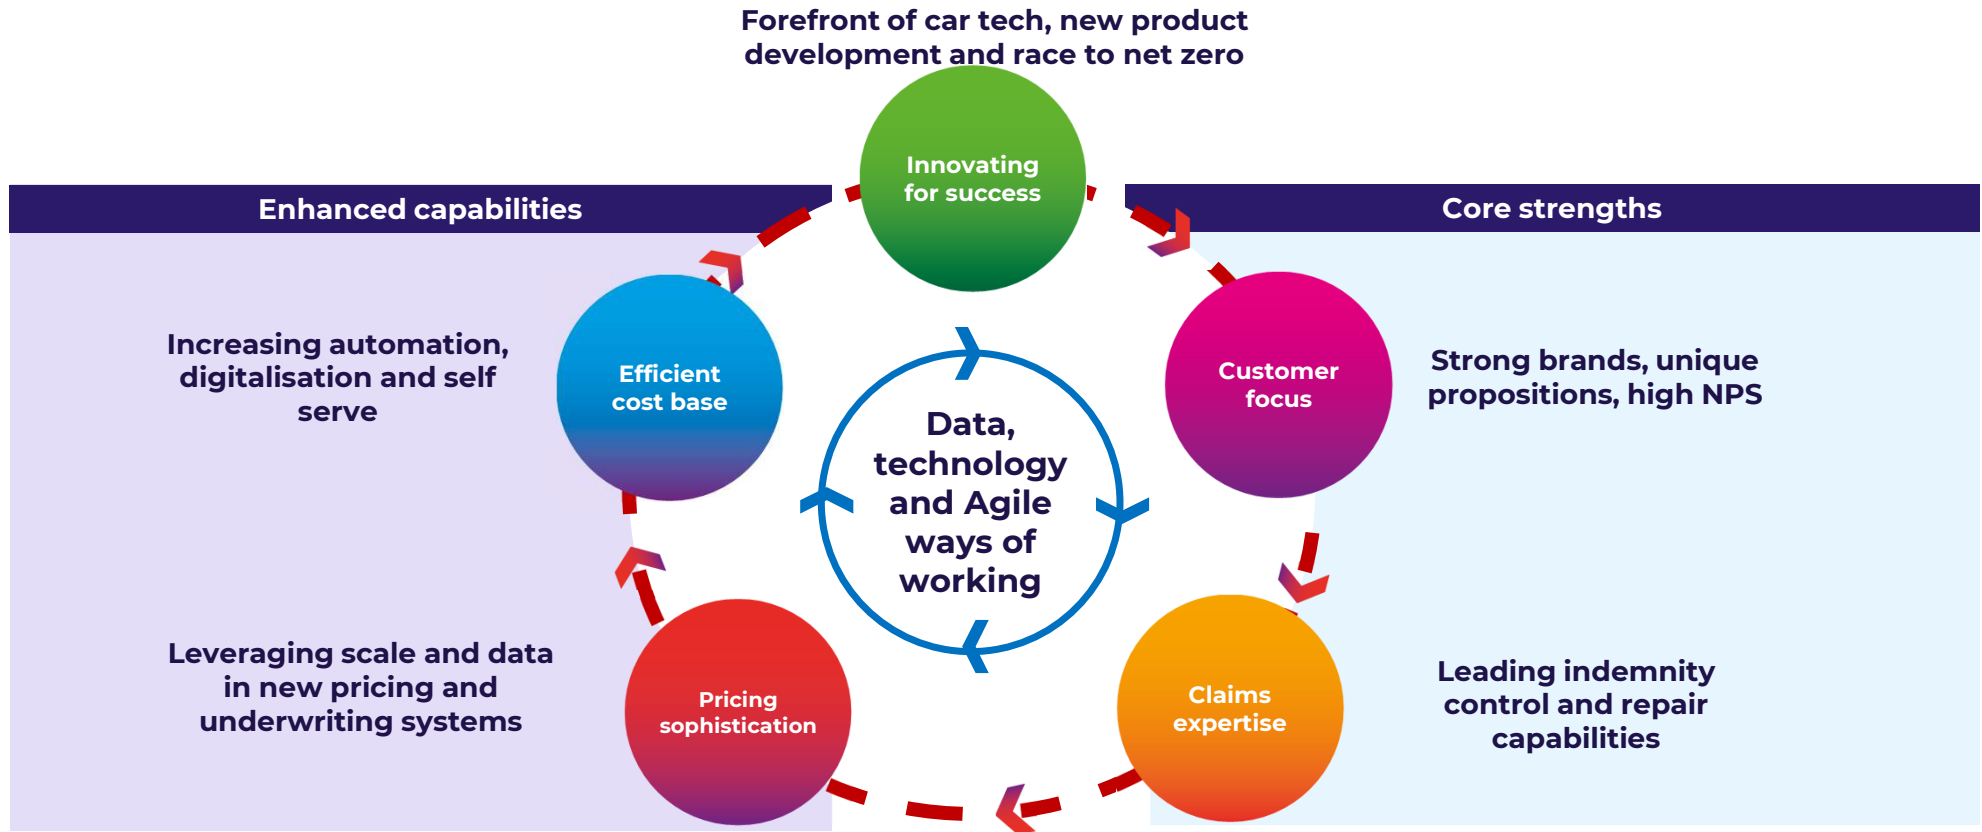 Forefront of car tech, new product
development and race to net zero
Innovating
for success
Enhanced capabilities
Core strengths
Increasing automation,
digitalisation and self
serve
Efficient
cost base
Customer
focus
Strong brands, unique
propositions, high NPS
Data,
technology
and Agile
ways of
working
Leveraging scale and data
in new pricing and
underwriting systems
Pricing
sophistication
Claims
expertise
Leading indemnity
control and repair
capabilities